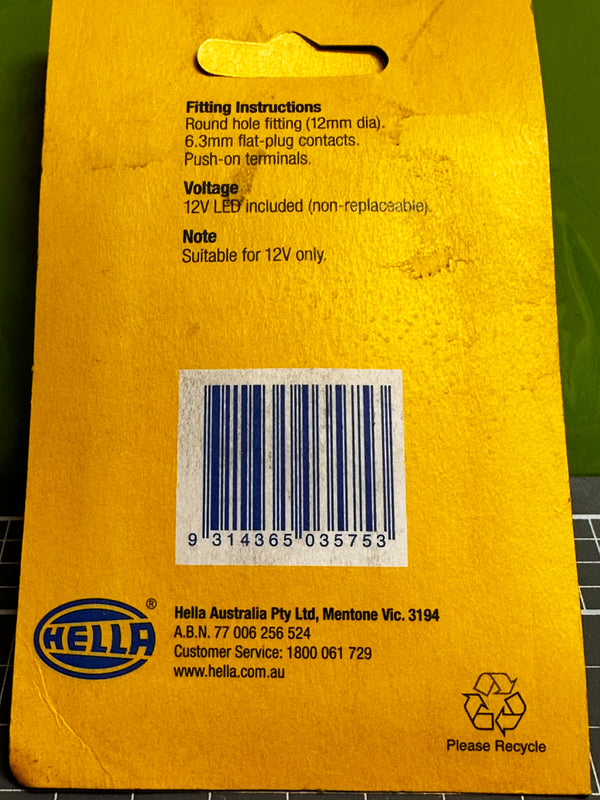 Fitting Instructions
Round hole fitting (12mm dia).
6.3mm flat-plug contacts.
Push-on terminals.
Voltage
12V LED included (non-replaceable).
Note
Suitable for 12V only.
9 314365 035753
HELLA ®
Hella Australia Pty Ltd, Mentone Vic. 3194
A.B.N. 77 006 256 524
Customer Service: 1800 061 729
www.hella.com.au
Please Recycle